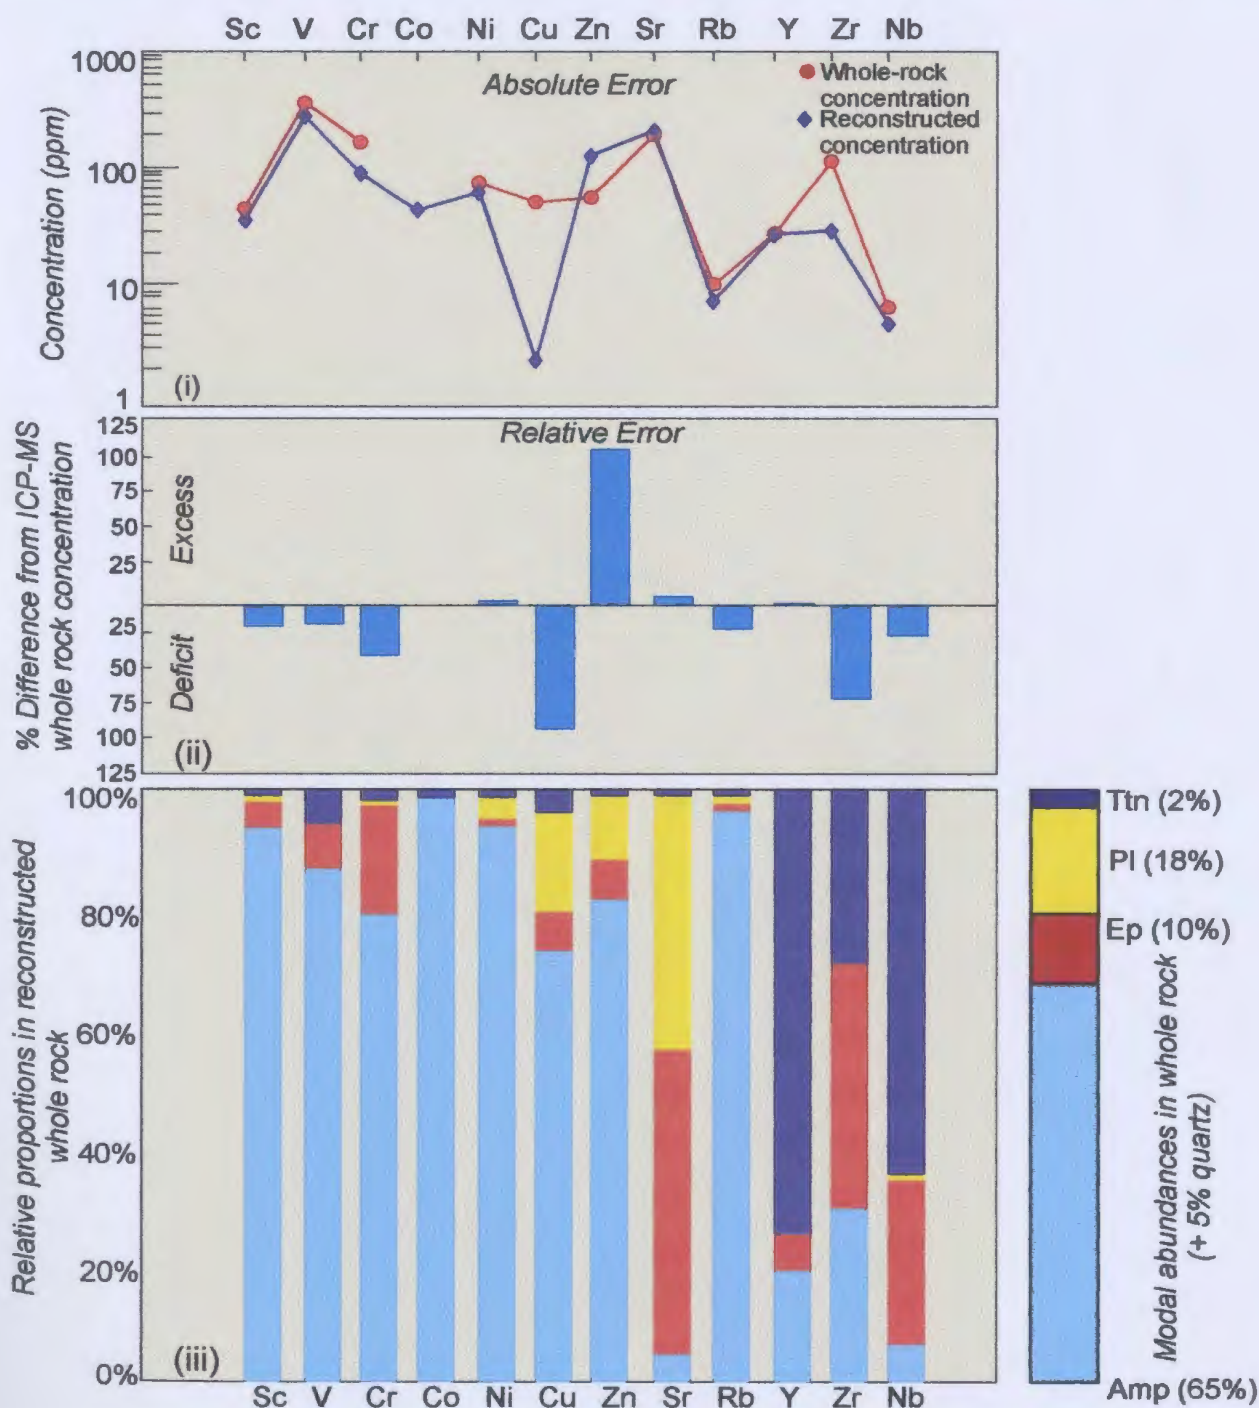 Sc V Cr Co Ni Cu Zn Sr Rb Y Zr Nb
Absolute Error
Whole-rock
concentration
Reconstructed
concentration
Concentration (ppm)
1000
100
10
1
(i)
Relative Error
% Difference from ICP-MS
whole rock concentration
Excess
Deficit
125
100
75
50
25
25
50
75
100
125
(ii)
Relative proportions in reconstructed
whole rock
100%
80%
60%
40%
20%
0%
(iii)
Sc V Cr Co Ni Cu Zn Sr Rb Y Zr Nb
Ttn (2%)
Pl (18%)
Ep (10%)
Amp (65%)
Modal abundances in whole rock
(+ 5% quartz)